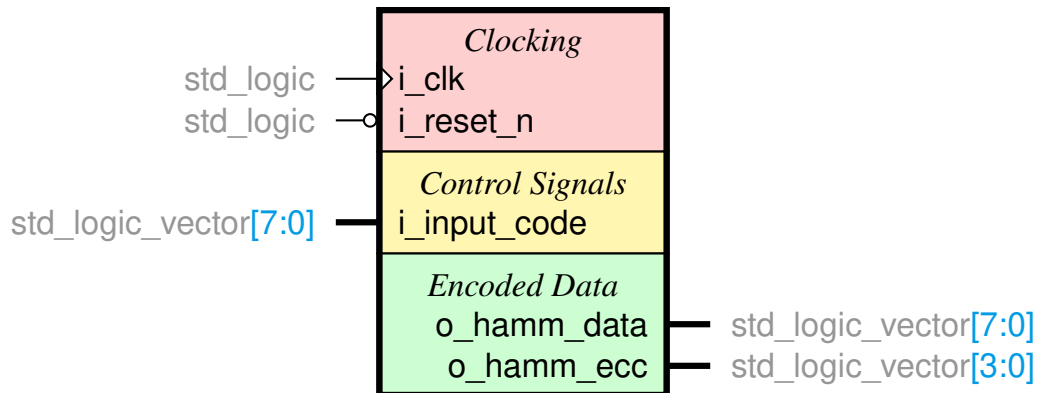 Clocking
std_logic i_clk
std_logic i_reset_n
Control Signals
std_logic_vector[7:0] i_input_code
Encoded Data
o_hamm_data std_logic_vector[7:0]
o_hamm_ecc std_logic_vector[3:0]